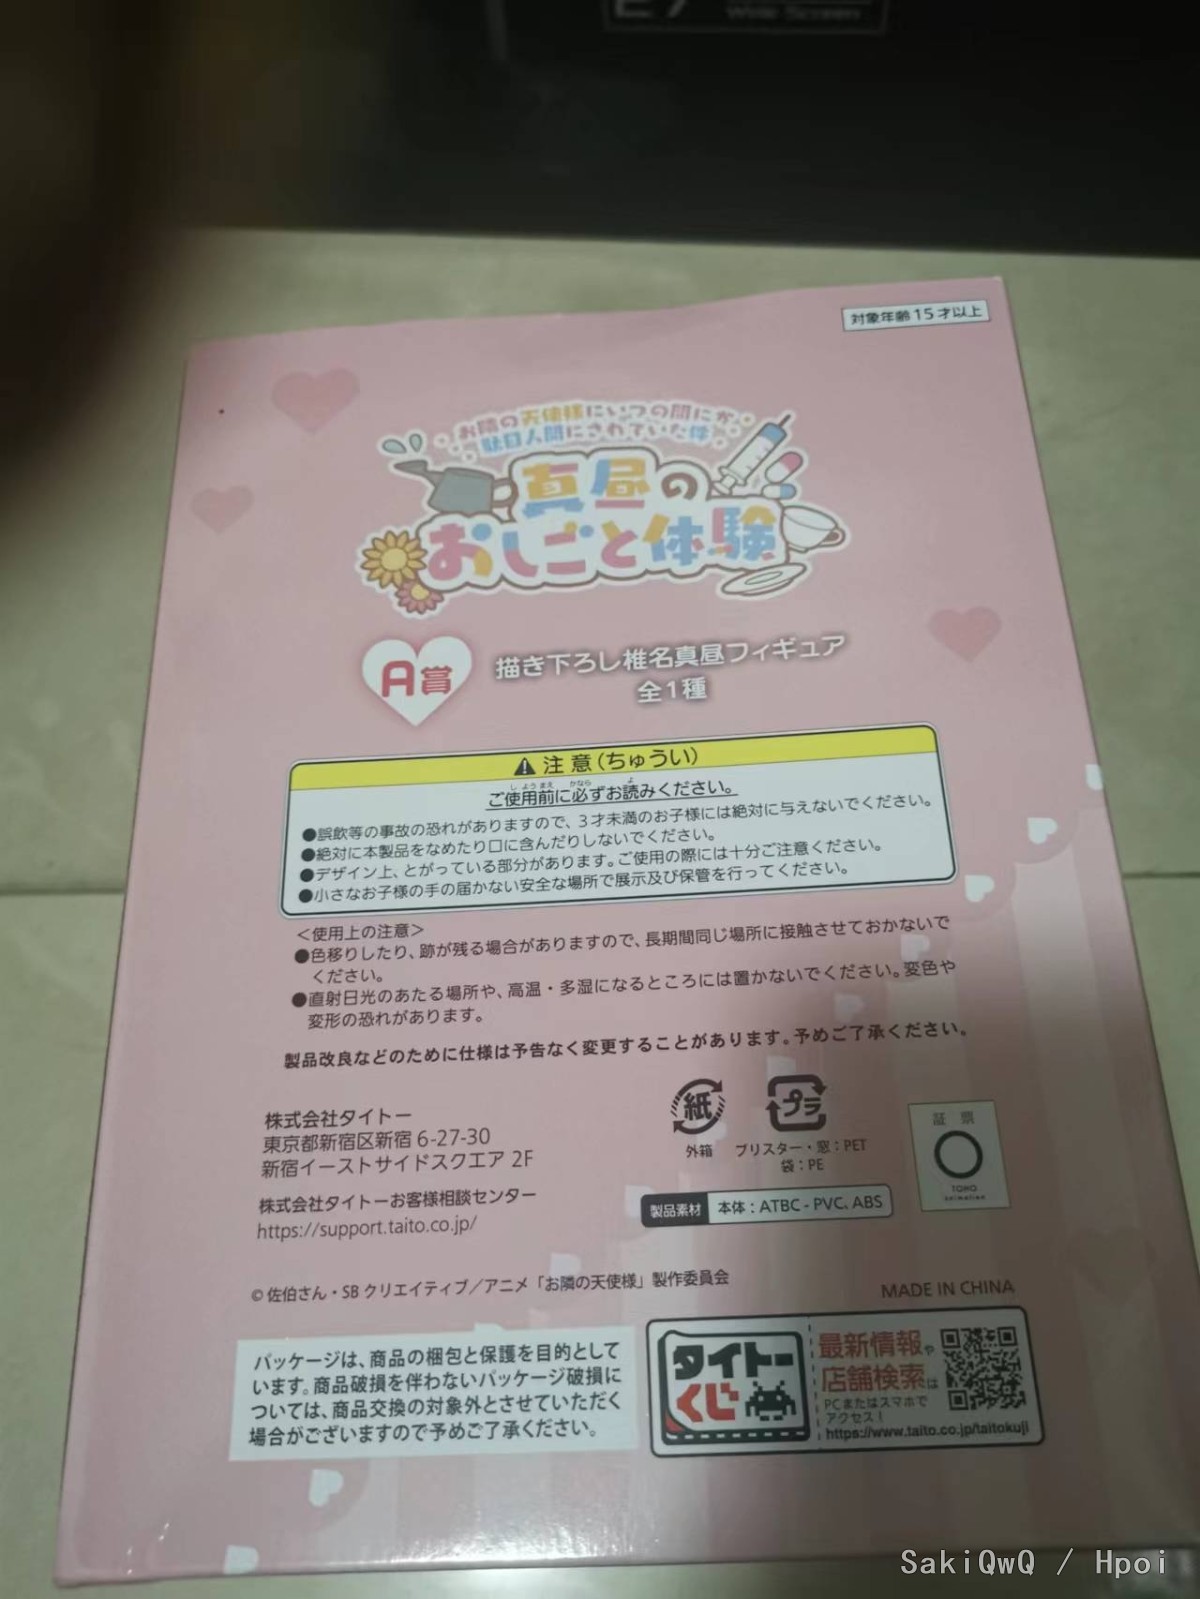 Wide Screen
対象年齢15才以上
お隣の天使様にいつの間にか
駄目人間にされていた件
真昼の
おしごと体験
A賞
描き下ろし椎名真昼フィギュア
全1種
注意(ちゅうい)
ご使用前に必ずお読みください。
●誤飲等の事故の恐れがありますので、3才未満のお子様には絶対に与えないでください。
●絶対に本製品をなめたり口に含んだりしないでください。
●デザイン上、とがっている部分があります。ご使用の際には十分ご注意ください。
●小さなお子様の手の届かない安全な場所で展示及び保管を行ってください。
<使用上の注意>
●色移りしたり、跡が残る場合がありますので、長期間同じ場所に接触させておかないで
ください。
●直射日光のあたる場所や、高温・多湿になるところには置かないでください。変色や
変形の恐れがあります。
製品改良などのために仕様は予告なく変更することがあります。予めご了承ください。
株式会社タイトー
東京都新宿区新宿 6-27-30
新宿イーストサイドスクエア 2F
株式会社タイトーお客様相談センター
https://support.taito.co.jp/
紙
外箱
プラ
ブリスター・窓:PET
袋:PE
製品素材 本体:ATBC-PVC、ABS
証票
TOHO
animation
© 佐伯さん・SB クリエイティブ/アニメ「お隣の天使様」製作委員会
MADE IN CHINA
パッケージは、商品の梱包と保護を目的として
います。商品破損を伴わないパッケージ破損に
ついては、商品交換の対象外とさせていただく
場合がございますので予めご了承ください。
タイトー
くじ
最新情報や
店舗検索は
PCまたはスマホで
アクセス!
https://www.taito.co.jp/taitokuji
SakiQwQ / Hpoi